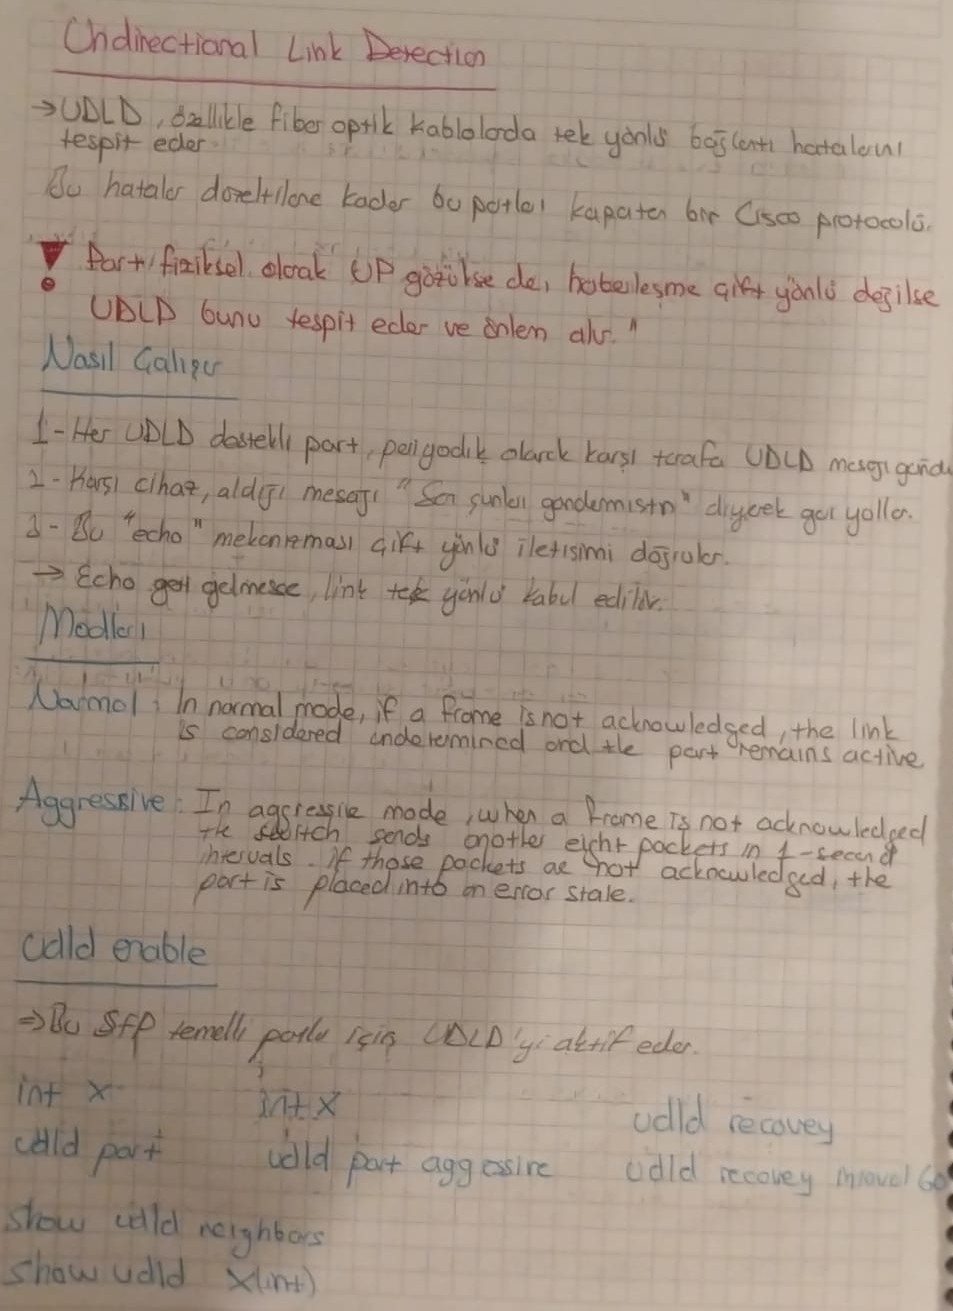 Unidirectional Link Detection
→ UDLD, özellikle fiber optik kablolarda tek yönlü bağlantı hatalarını
tespit eder.
Bu hatalar düzeltilene kadar bu portları kapatan bir Cisco protocolü.
! Port fiziksel olarak UP gözükse de, haberleşme çift yönlü değilse
UDLD bunu tespit eder ve önlem alır."
Nasıl Çalışır
1- Her UDLD destekli port, periyodik olarak karşı tarafa UDLD mesajı
2- Karşı cihaz, aldığı mesajı "Sen şunları göndermiştin" diyerek geri yollar.
3- Bu "echo" mekanizması çift yönlü iletişimi doğrular.
→ Echo geri gelmezse, link tek yönlü kabul edilir.
Modları
Normal : In normal mode, if a frame is not acknowledged, the link
is considered undetermined and the port remains active
Aggressive : In aggressive mode, when a frame is not acknowledged
the switch sends another eight packets in 1-second
intervals. If those packets are not acknowledged, the
port is placed into an error state.
udld enable
⇒ Bu SFP temelli portlar için UDLD'yi aktif eder.
int x int x udld recovery
udld port udld port aggressive udld recovery interval 60
show udld neighbors
show udld x(int)